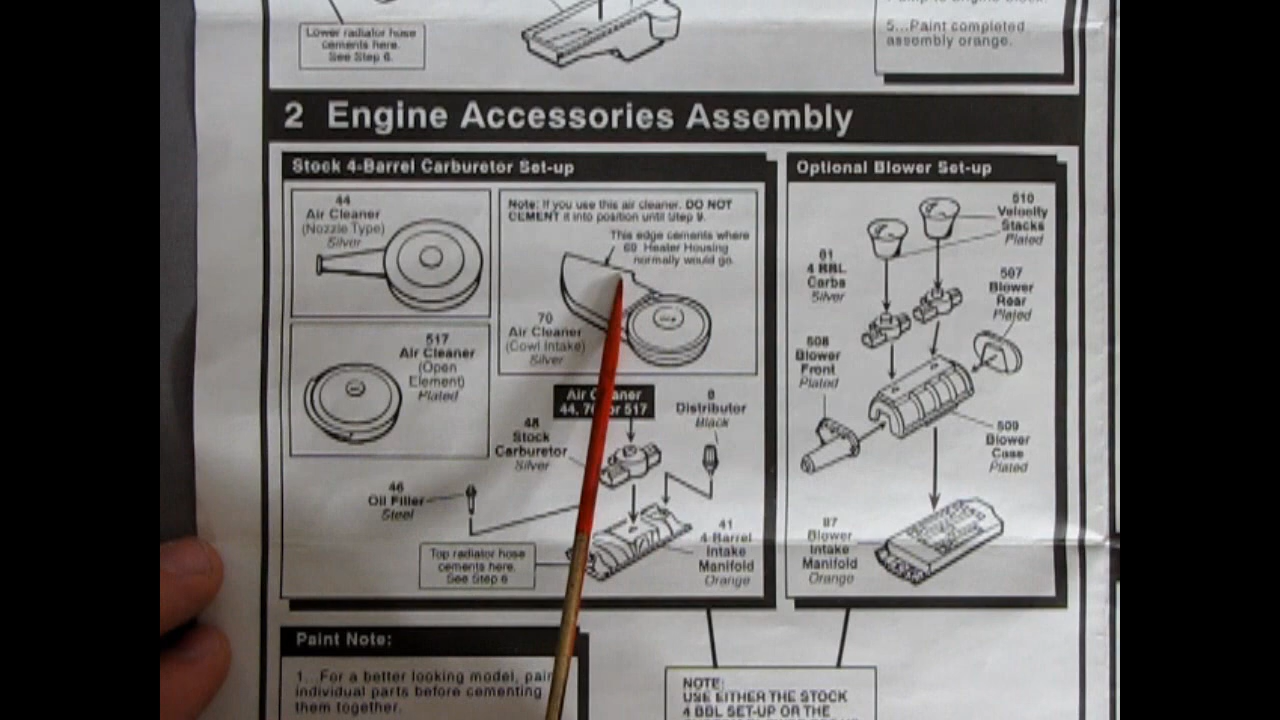 Lower radiator hose
cements here.
See Step 6.
5...Paint completed
assembly orange.
2 Engine Accessories Assembly
Stock 4-Barrel Carburetor Set-up
44
Air Cleaner
(Nozzle Type)
Silver
517
Air Cleaner
(Open
Element)
Plated
Note: If you use this air cleaner, DO NOT
CEMENT it into position until Step 9.
This edge cements where
69 Heater Housing
normally would go.
70
Air Cleaner
(Cowl Intake)
Silver
Air Cleaner
44, 70 or 517
9
Distributor
Black
48
Stock
Carburetor
Silver
46
Oil Filler
Steel
Top radiator hose
cements here.
See Step 6
41
4-Barrel
Intake
Manifold
Orange
Optional Blower Set-up
510
Velocity
Stacks
Plated
81
4 BBL
Carbs
Silver
507
Blower
Rear
Plated
508
Blower
Front
Plated
509
Blower
Case
Plated
87
Blower
Intake
Manifold
Orange
Paint Note:
1...For a better looking model, pain
individual parts before cementing
them together.
NOTE:
USE EITHER THE STOCK
4 BBL SET-UP OR THE